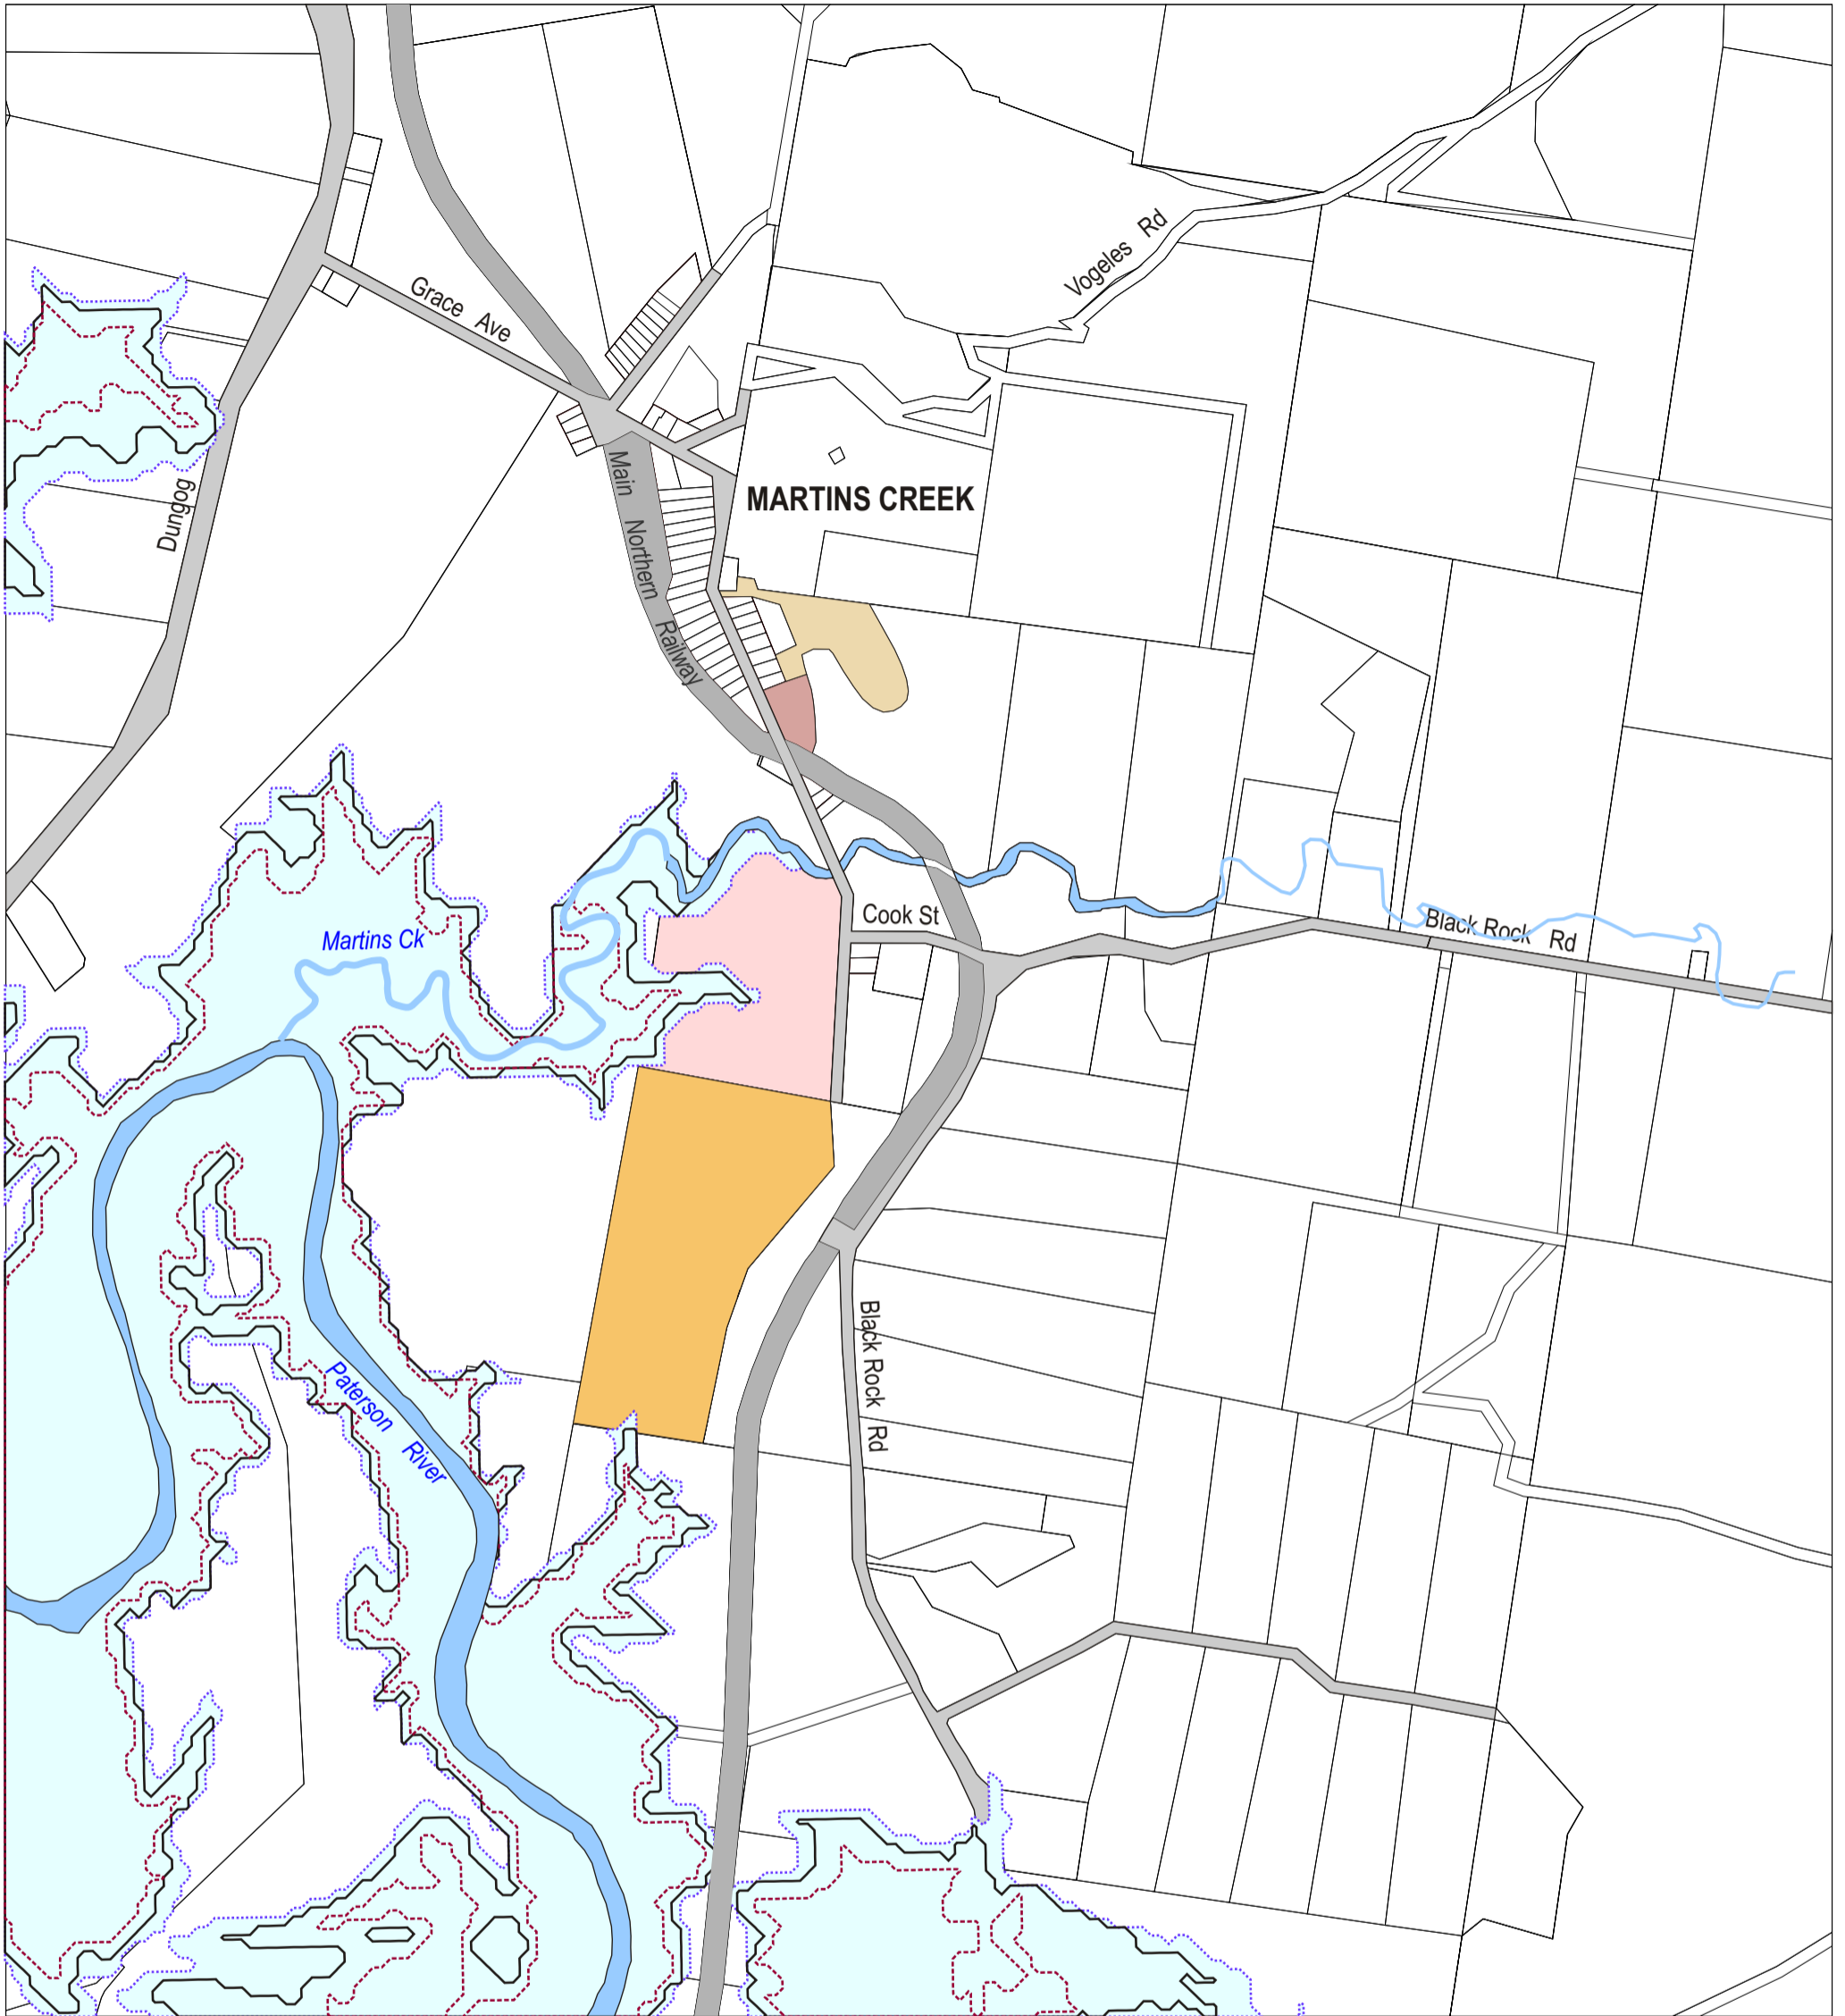 Vogeles Rd
Grace Ave
Main Northern Railway
MARTINS CREEK
Dungog
Cook St
Black Rock Rd
Martins Ck
Black Rock Rd
Paterson River